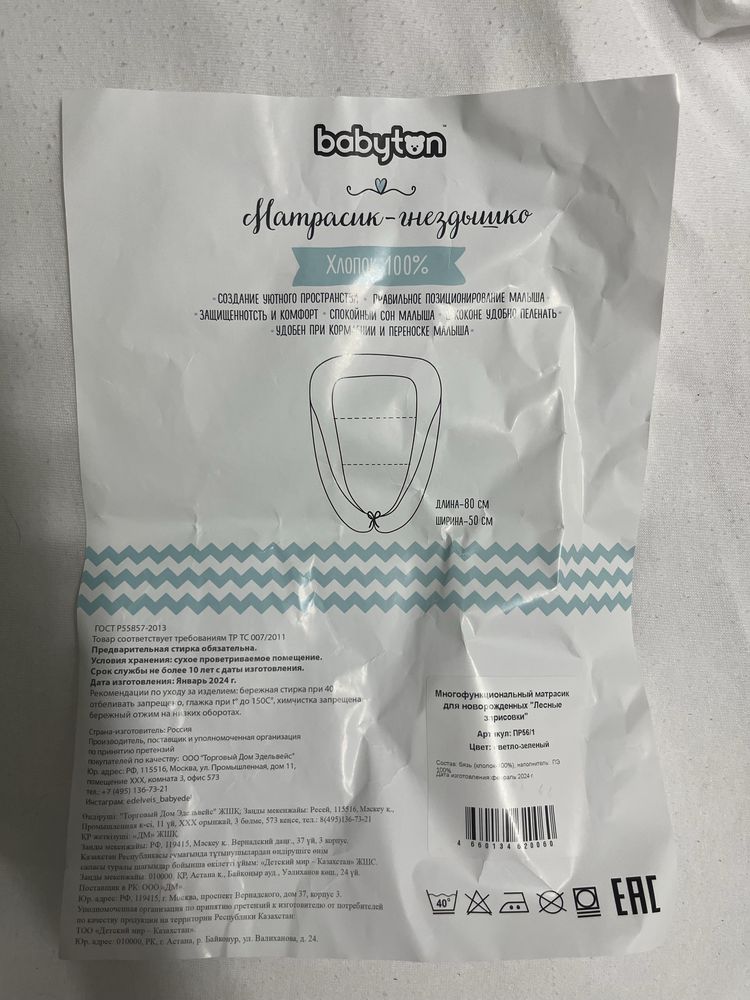 babyton
Матрасик-гнездышко
Хлопок 100%
• СОЗДАНИЕ УЮТНОГО ПРОСТРАНСТВА • ПРАВИЛЬНОЕ ПОЗИЦИОНИРОВАНИЕ МАЛЫША •
• ЗАЩИЩЕННОТСТЬ И КОМФОРТ • СПОКОЙНЫЙ СОН МАЛЫША • В КОКОНЕ УДОБНО ПЕЛЕНАТЬ •
• УДОБЕН ПРИ КОРМЛЕНИИ И ПЕРЕНОСКЕ МАЛЫША •
ДЛИНА-80 СМ
ШИРИНА-50 СМ
ГОСТ Р55857-2013
Товар соответствует требованиям ТР ТС 007/2011
Предварительная стирка обязательна.
Условия хранения: сухое проветриваемое помещение.
Срок службы не более 10 лет с даты изготовления.
Дата изготовления: Январь 2024 г.
Рекомендации по уходу за изделием: бережная стирка при 40
отбеливать запрещено, глажка при t° до 150С°, химчистка запрещена
бережный отжим на низких оборотах.
Страна-изготовитель: Россия
Производитель, поставщик и уполномоченная организация
по принятию претензий
покупателей по качеству: ООО "Торговый Дом Эдельвейс"
Юр. адрес: РФ, 115516, Москва, ул. Промышленная, дом 11,
помещение XXX, комната 3, офис 573
тел.: +7 (495) 136-73-21
Инстаграм: edelveis_babyedel
Өндіруші: "Торговый Дом Эдельвейс" ЖШҚ; Заңды мекенжайы: Ресей, 115516, Мәскеу қ.,
Промышленная к-сі, 11 үй, XXX орынжай, 3 бөлме, 573 кеңсе, тел.: 8(495)136-73-21
ҚР жеткізуші: «ДМ» ЖШҚ
Заңды мекенжайы: РФ, 119415, Мәскеу к., Вернадский даңг., 37 үй, 3 корпус.
Қазақстан Республикасы аумағында тұтынушылардан өндірушіге өнім
сапасы туралы шағымдар бойынша өкілетті ұйым: «Детский мир – Казахстан» ЖШС.
Заңды мекенжайы: 010000, ҚР, Астана к., Байқоңыр ауд., Уәлиханов көш., 24 үй.
Поставщик в РК: ООО «ДМ»
Юр. адрес: РФ, 119415, г. Москва, проспект Вернадского, дом 37, корпус 3.
Уполномоченная организация по принятию претензий к изготовителю от потребителей
по качеству продукции на территории Республики Казахстан:
ТОО «Детский мир – Казахстан».
Юр. адрес: 010000, РК, г. Астана, р. Байконур, ул. Валиханова, д. 24.
Многофункциональный матрасик
для новорожденных "Лесные
зарисовки"
Артикул: ПР56/1
Цвет: светло-зеленый
Состав: бязь (хлопок-100%), наполнитель: ПЭ
100%
Дата изготовления: февраль 2024 г.
4 660134 620060
40°
EAC